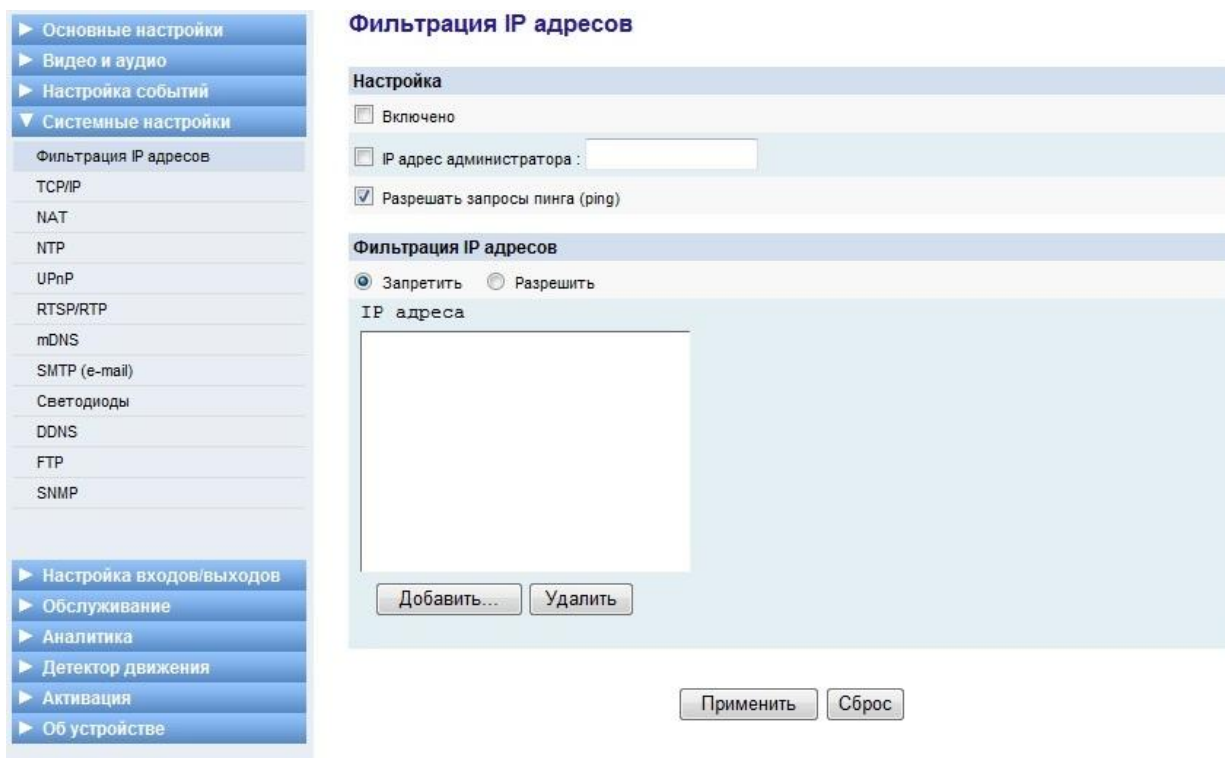 Основные настройки
Видео и аудио
Настройка событий
Системные настройки
Фильтрация IP адресов
TCP/IP
NAT
NTP
UPnP
RTSP/RTP
mDNS
SMTP (e-mail)
Светодиоды
DDNS
FTP
SNMP
Настройка входов/выходов
Обслуживание
Аналитика
Детектор движения
Активация
Об устройстве
Фильтрация IP адресов
Настройка
Включено
IP адрес администратора :
Разрешать запросы пинга (ping)
Фильтрация IP адресов
Запретить Разрешить
IP адреса
Добавить... Удалить
Применить Сброс